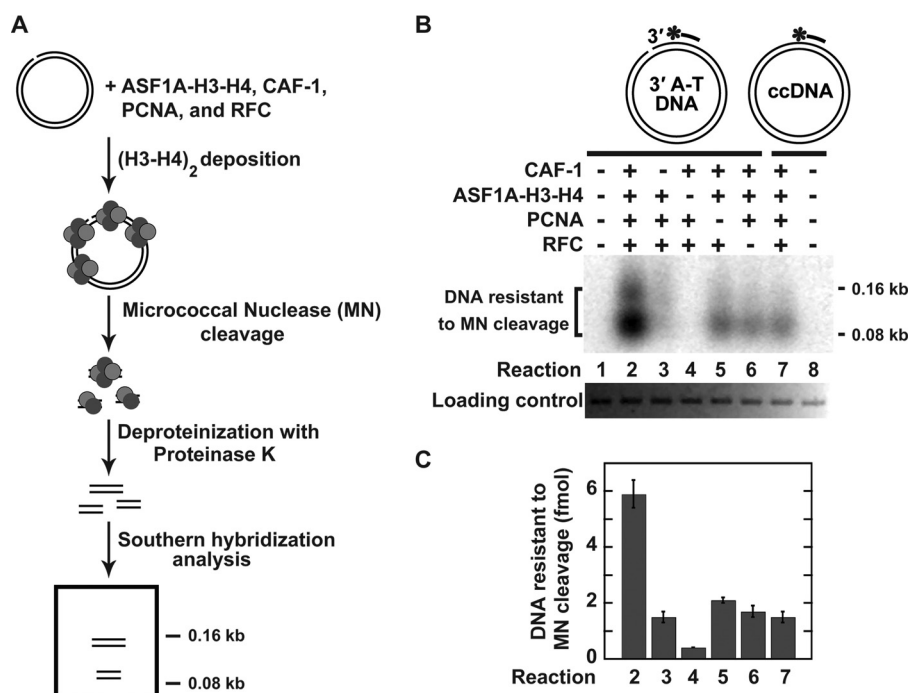 A
+ ASF1A-H3-H4, CAF-1,
PCNA, and RFC
(H3-H4)2 deposition
Micrococcal Nuclease (MN)
cleavage
Deproteinization with
Proteinase K
Southern hybridization
analysis
0.16 kb
0.08 kb
B
3′ * *
3′ A-T
DNA
ccDNA
CAF-1 - + - + + + + -
ASF1A-H3-H4 - + + - + + + -
PCNA - + + + - + + -
RFC - + + + + - + -
DNA resistant
to MN cleavage
- 0.16 kb
- 0.08 kb
Reaction 1 2 3 4 5 6 7 8
Loading control
C
DNA resistant to
MN cleavage (fmol)
6
4
2
0
Reaction 2 3 4 5 6 7